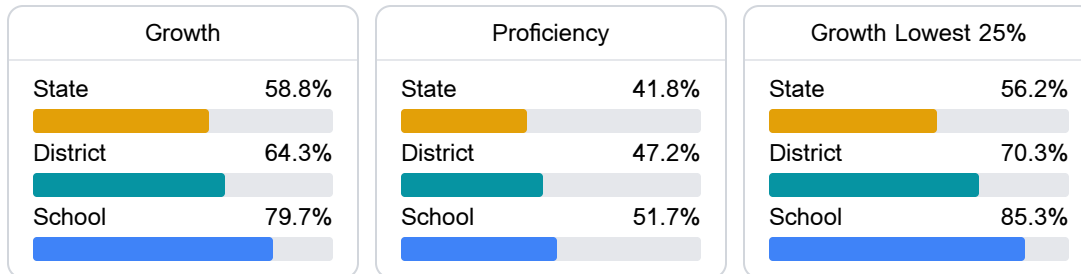 Growth
State 58.8%
District 64.3%
School 79.7%
Proficiency
State 41.8%
District 47.2%
School 51.7%
Growth Lowest 25%
State 56.2%
District 70.3%
School 85.3%